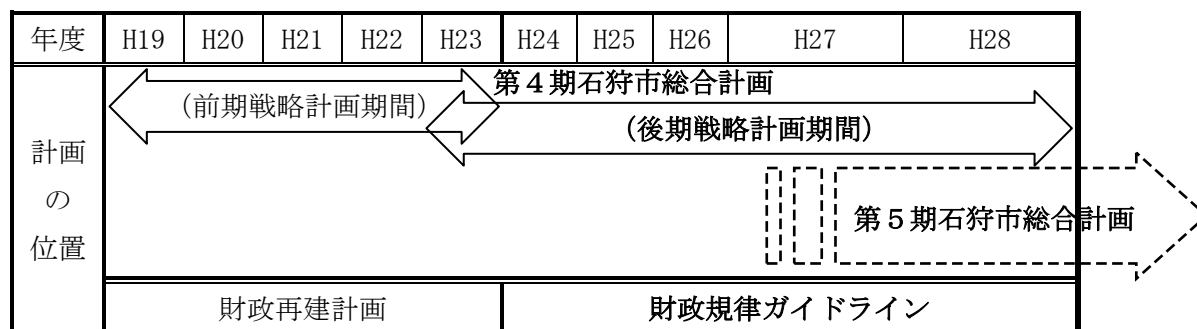 年度 H19 H20 H21 H22 H23 H24 H25 H26 H27 H28
第４期石狩市総合計画
(前期戦略計画期間)
(後期戦略計画期間)
計画
の
位置
第５期石狩市総合計画
財政再建計画 財政規律ガイドライン